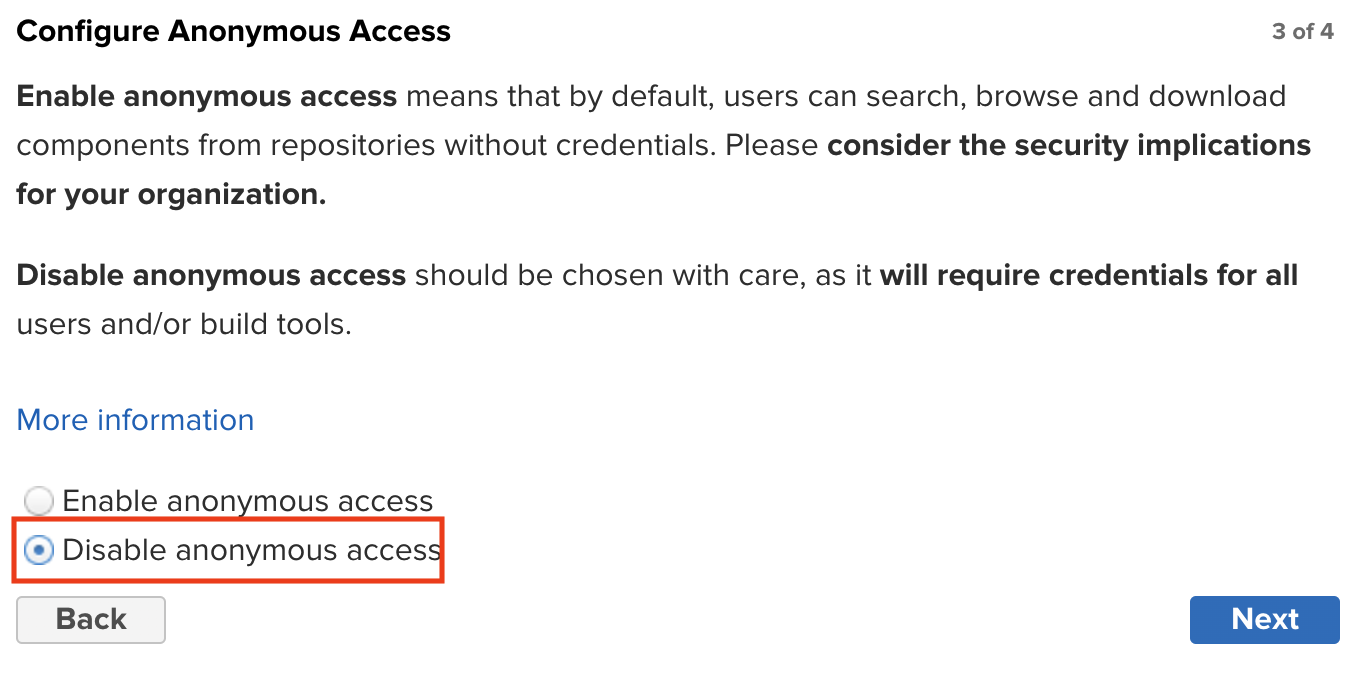 Configure Anonymous Access
3 of 4
Enable anonymous access means that by default, users can search, browse and download
components from repositories without credentials. Please consider the security implications
for your organization.
Disable anonymous access should be chosen with care, as it will require credentials for all
users and/or build tools.
More information
Enable anonymous access
Disable anonymous access
Back
Next